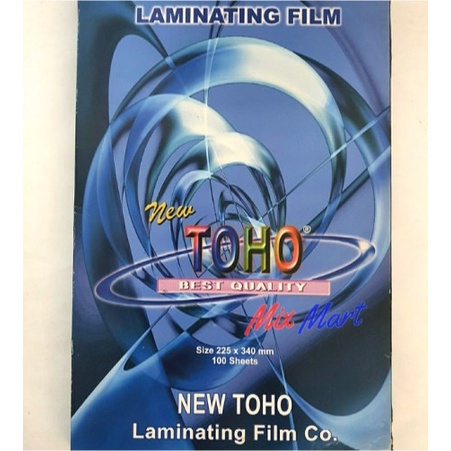 LAMINATING FILM
New
TOHO®
BEST QUALITY
Mix Mart
Size 225 x 340 mm
100 Sheets
NEW TOHO
Laminating Film Co.